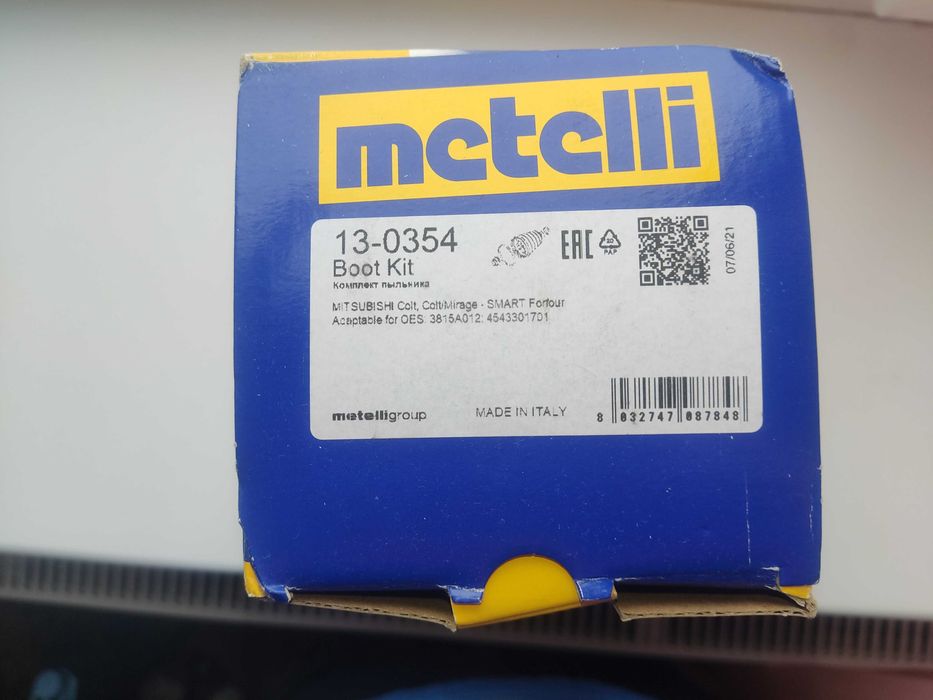 metelli
13-0354
Boot Kit
Комплект пыльника
EAC
PAP
07/06/21
MITSUBISHI Colt, Colt/Mirage - SMART Forfour
Adaptable for OES: 3815A012; 4543301701
metelligroup
MADE IN ITALY
8 032747 087848